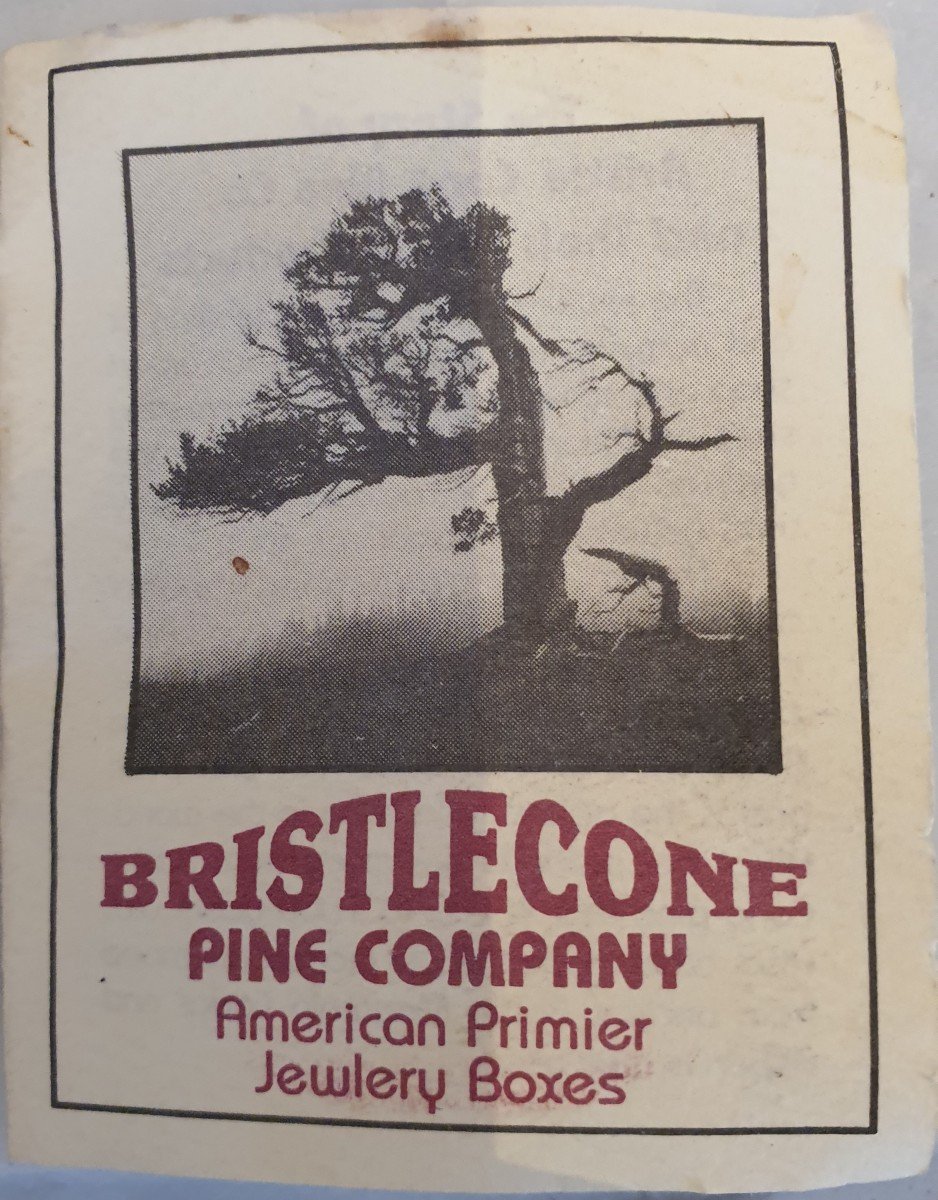 BRISTLECONE
PINE COMPANY
American Primier
Jewlery Boxes